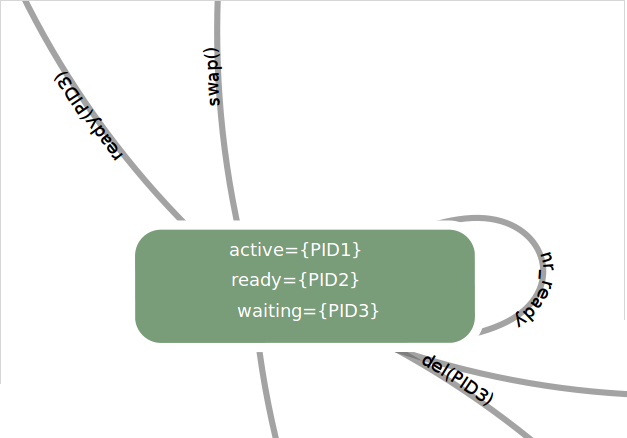 swap()
ready(PID3)
active={PID1}
ready={PID2}
waiting={PID3}
nr_ready
del(PID3)